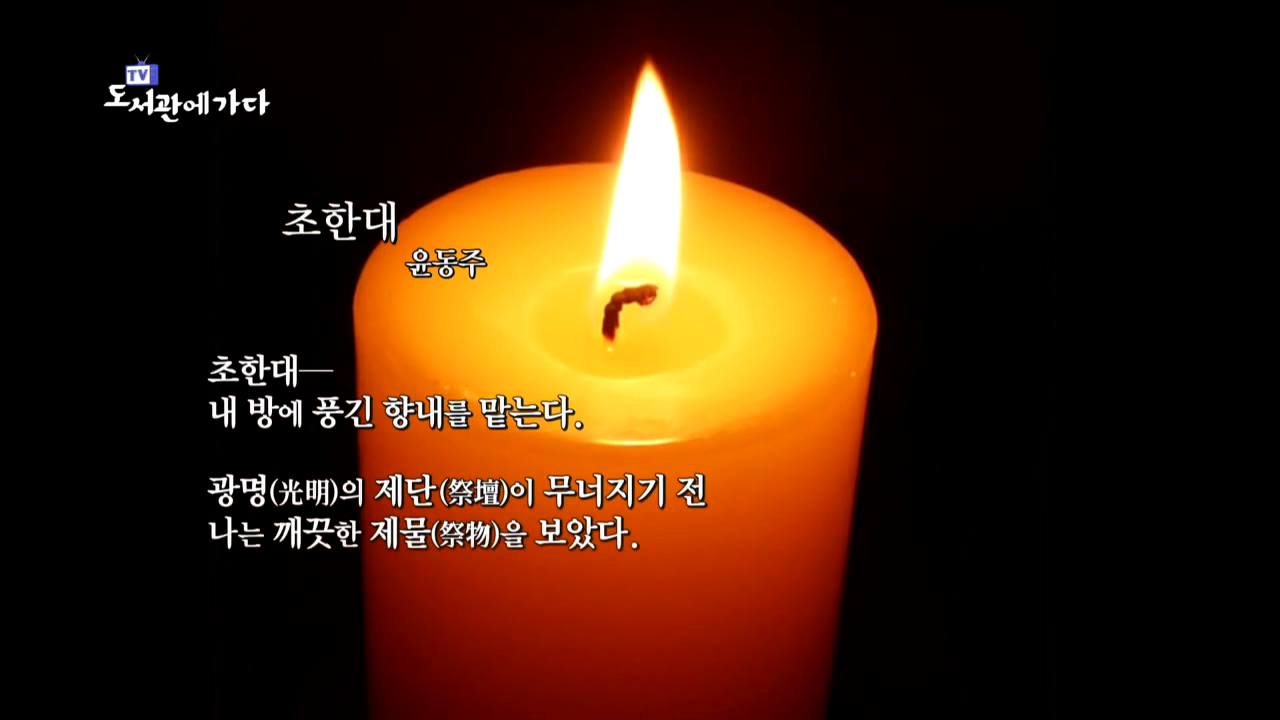 TV
도서관에가다
초한대
윤동주
초한대─
내 방에 풍긴 향내를 맡는다.
광명(光明)의 제단(祭壇)이 무너지기 전
나는 깨끗한 제물(祭物)을 보았다.